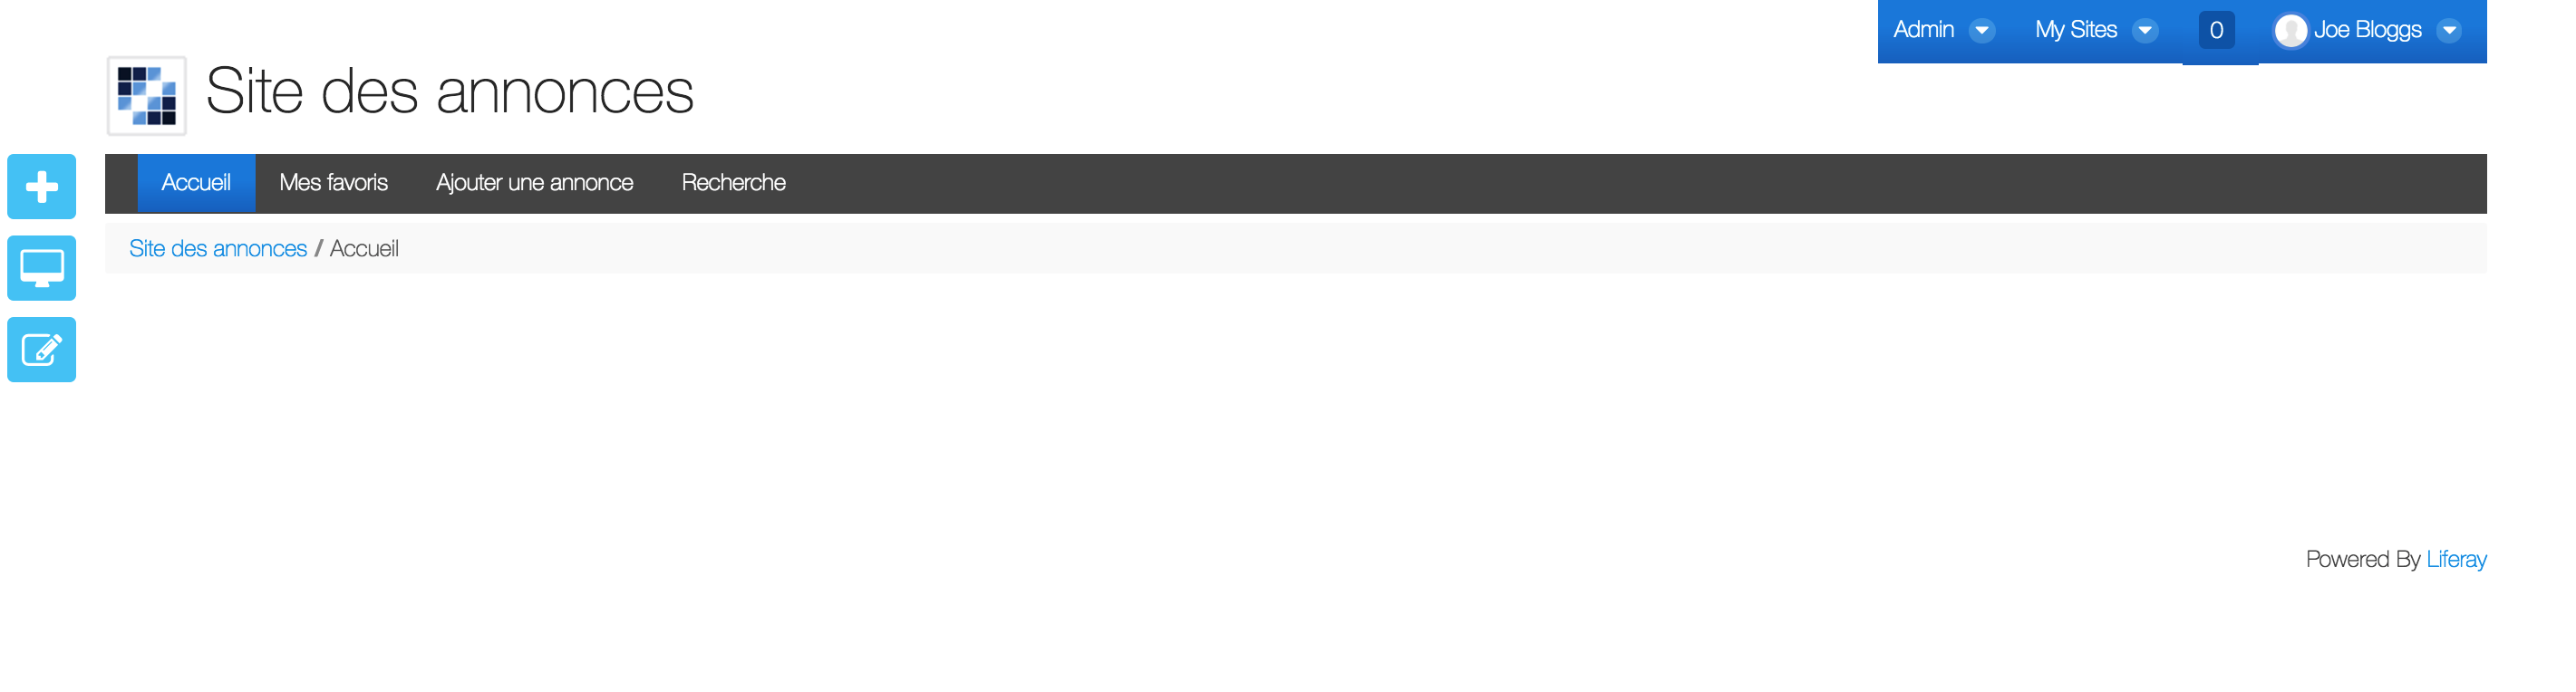 Admin My Sites 0 Joe Bloggs
Site des annonces
Accueil Mes favoris Ajouter une annonce Recherche
Site des annonces / Accueil
Powered By Liferay